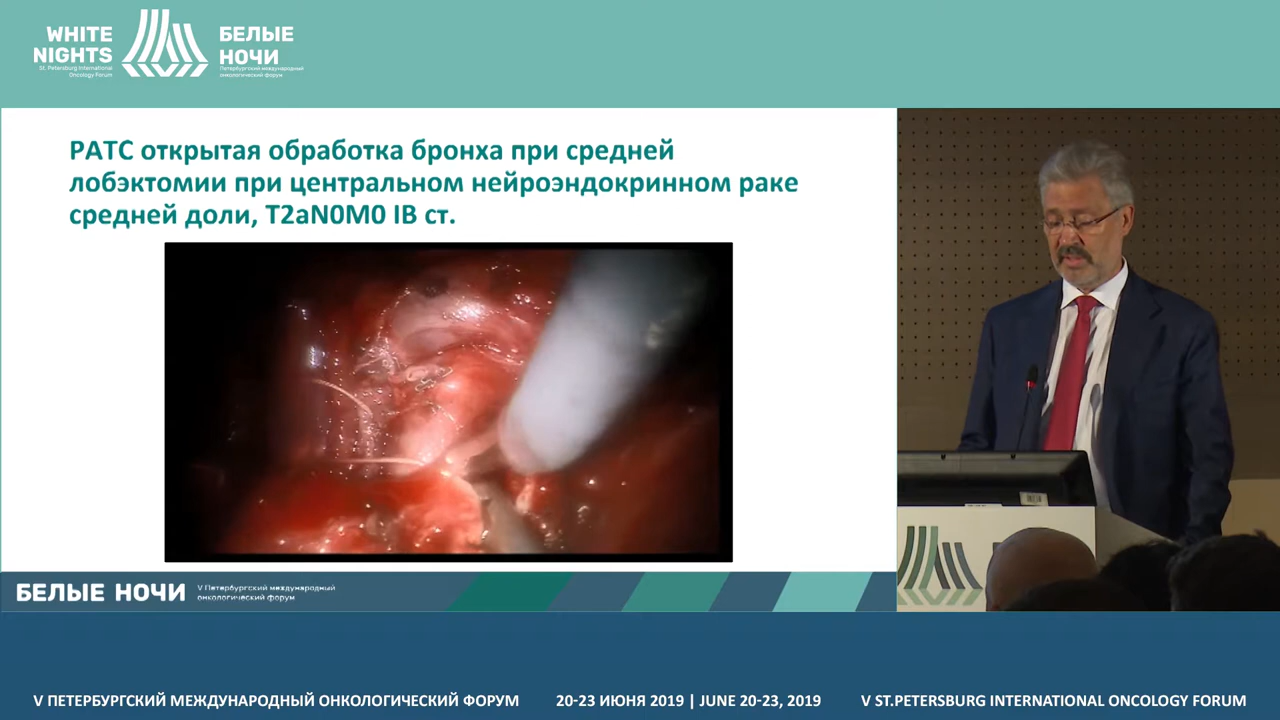 WHITE
NIGHTS
St. Petersburg International
Oncology Forum
БЕЛЫЕ
НОЧИ
Петербургский международный
онкологический форум
РАТС открытая обработка бронха при средней
лобэктомии при центральном нейроэндокринном раке
средней доли, T2aN0M0 IB ст.
БЕЛЫЕ НОЧИ
V Петербургский международный
онкологический форум
V ПЕТЕРБУРГСКИЙ МЕЖДУНАРОДНЫЙ ОНКОЛОГИЧЕСКИЙ ФОРУМ
20-23 ИЮНЯ 2019 | JUNE 20-23, 2019
V ST.PETERSBURG INTERNATIONAL ONCOLOGY FORUM